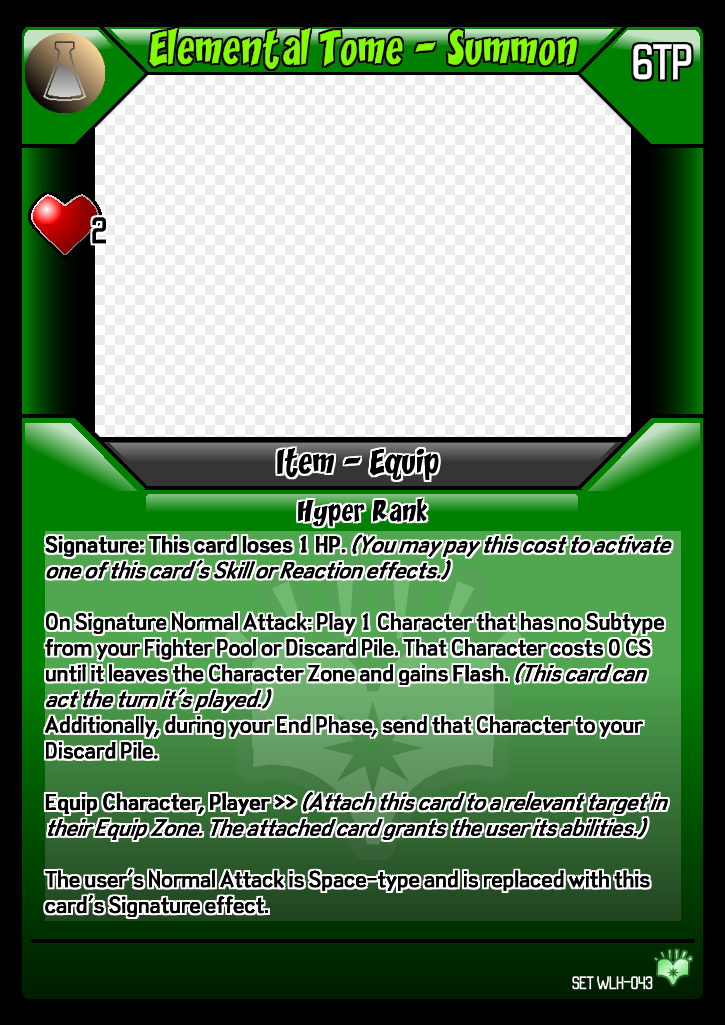 Elemental Tome - Summon
6TP
2
Item - Equip
Hyper Rank
Signature: This card loses 1 HP. (You may pay this cost to activate
one of this card's Skill or Reaction effects.)
On Signature Normal Attack: Play 1 Character that has no Subtype
from your Fighter Pool or Discard Pile. That Character costs 0 CS
until it leaves the Character Zone and gains Flash. (This card can
act the turn it's played.)
Additionally, during your End Phase, send that Character to your
Discard Pile.
Equip Character, Player >> (Attach this card to a relevant target in
their Equip Zone. The attached card grants the user its abilities.)
The user's Normal Attack is Space-type and is replaced with this
card's Signature effect.
SET WLH-043